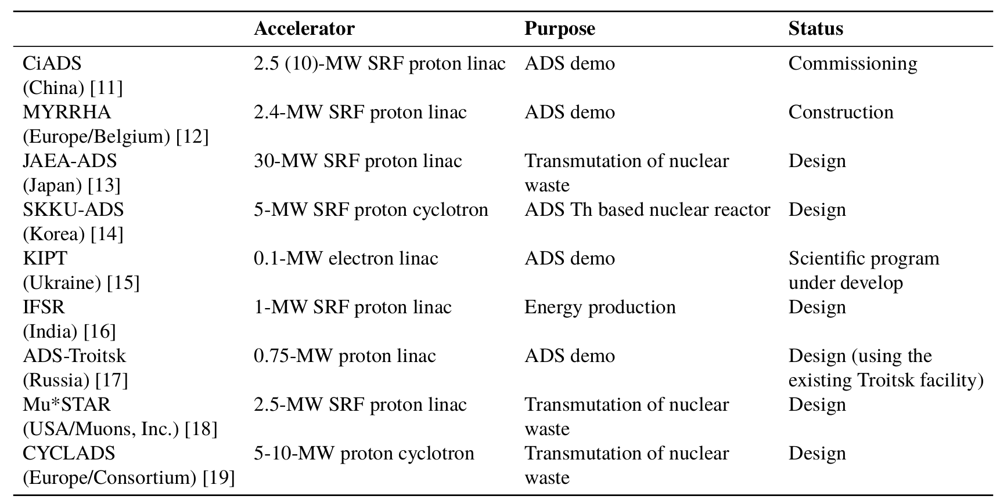 Accelerator Purpose Status
CiADS 2.5 (10)-MW SRF proton linac ADS demo Commissioning
(China) [11]
MYRRHA 2.4-MW SRF proton linac ADS demo Construction
(Europe/Belgium) [12]
JAEA-ADS 30-MW SRF proton linac Transmutation of nuclear Design
(Japan) [13] waste
SKKU-ADS 5-MW SRF proton cyclotron ADS Th based nuclear reactor Design
(Korea) [14]
KIPT 0.1-MW electron linac ADS demo Scientific program
(Ukraine) [15] under develop
IFSR 1-MW SRF proton linac Energy production Design
(India) [16]
ADS-Troitsk 0.75-MW proton linac ADS demo Design (using the
(Russia) [17] existing Troitsk facility)
Mu*STAR 2.5-MW SRF proton linac Transmutation of nuclear Design
(USA/Muons, Inc.) [18] waste
CYCLADS 5-10-MW proton cyclotron Transmutation of nuclear Design
(Europe/Consortium) [19] waste